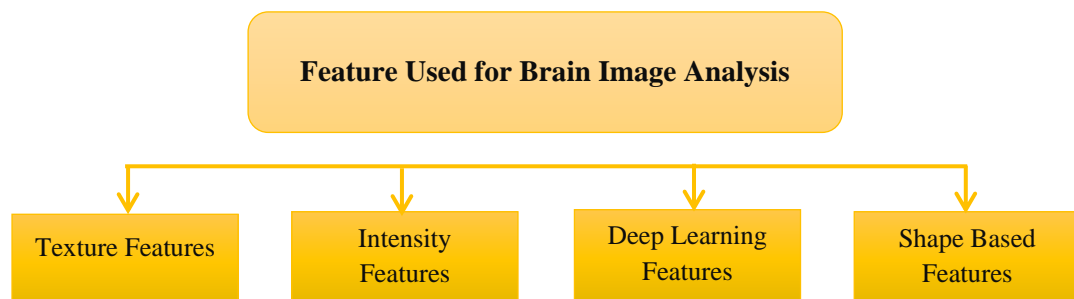 Feature Used for Brain Image Analysis
Texture Features
Intensity
Features
Deep Learning
Features
Shape Based
Features